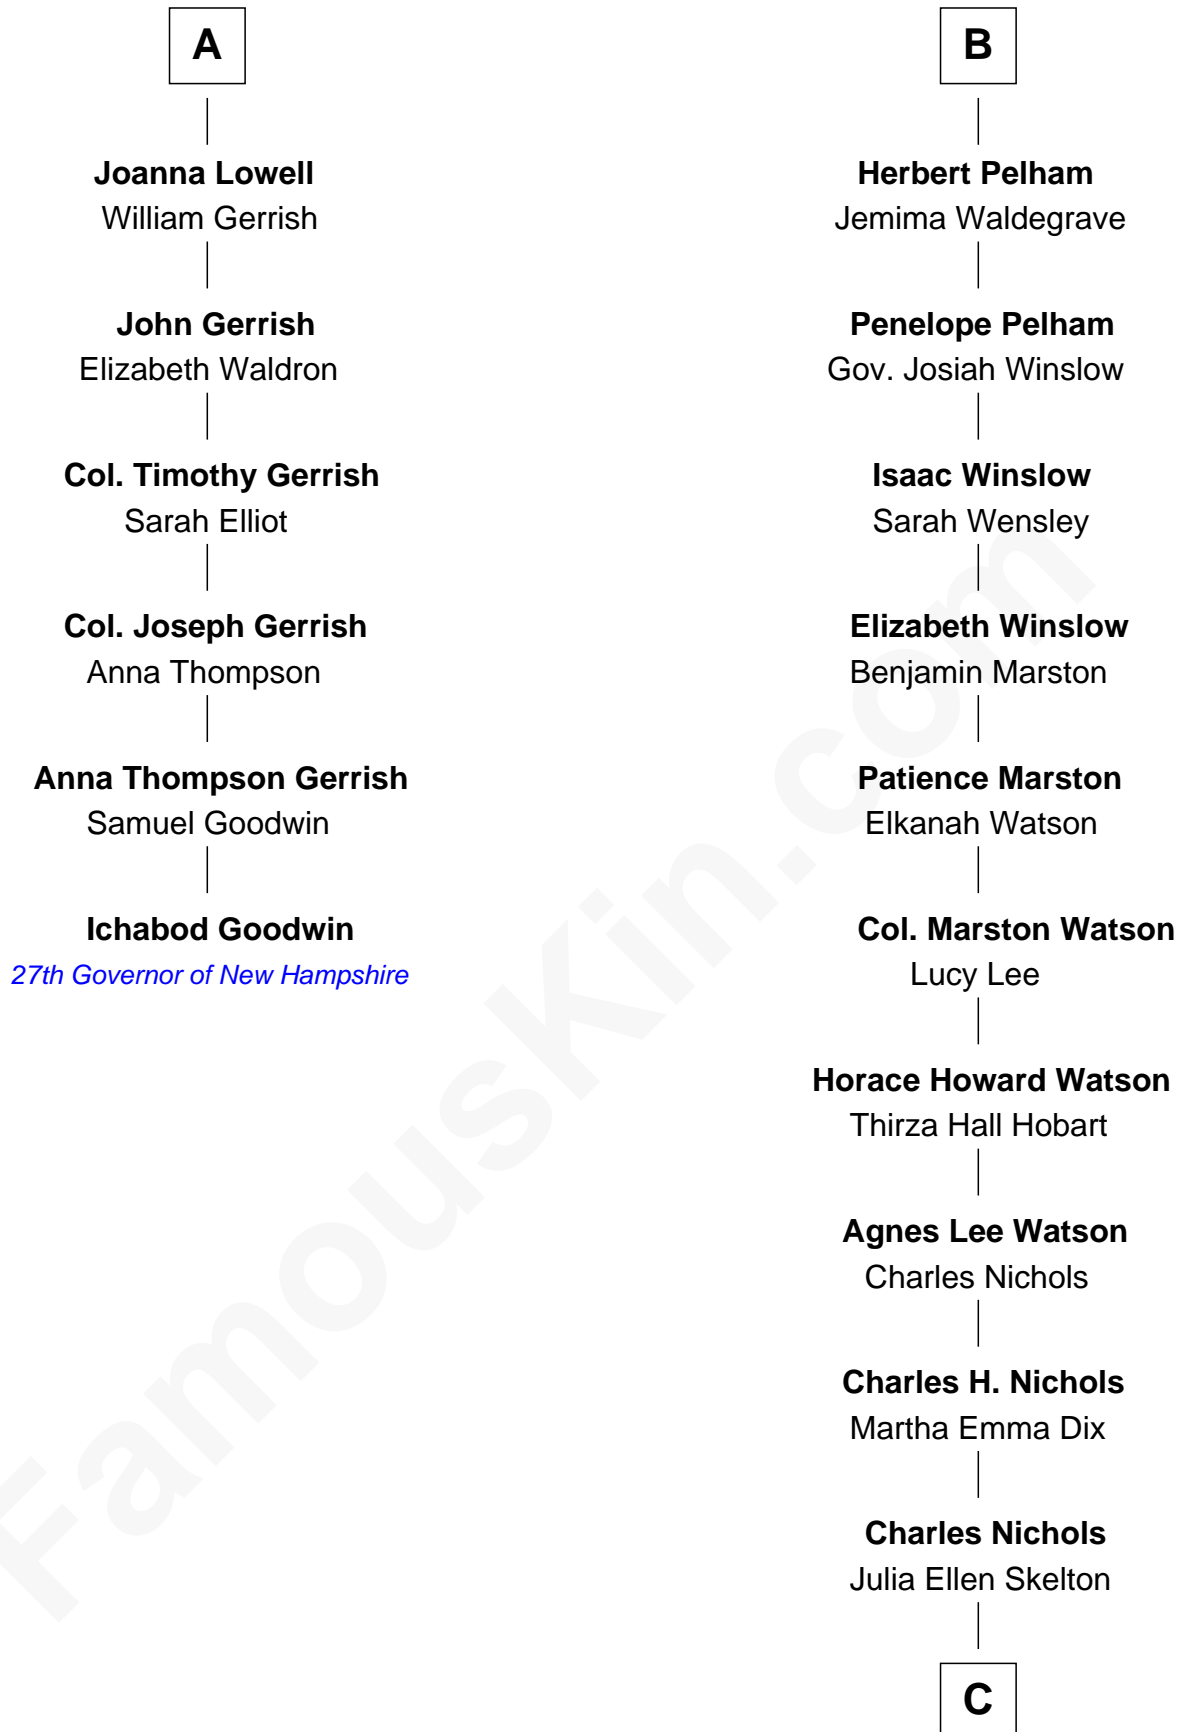 A
Joanna Lowell
William Gerrish
John Gerrish
Elizabeth Waldron
Col. Timothy Gerrish
Sarah Elliot
Col. Joseph Gerrish
Anna Thompson
Anna Thompson Gerrish
Samuel Goodwin
Ichabod Goodwin
27th Governor of New Hampshire
B
Herbert Pelham
Jemima Waldegrave
Penelope Pelham
Gov. Josiah Winslow
Isaac Winslow
Sarah Wensley
Elizabeth Winslow
Benjamin Marston
Patience Marston
Elkanah Watson
Col. Marston Watson
Lucy Lee
Horace Howard Watson
Thirza Hall Hobart
Agnes Lee Watson
Charles Nichols
Charles H. Nichols
Martha Emma Dix
Charles Nichols
Julia Ellen Skelton
C
FamousKin.com